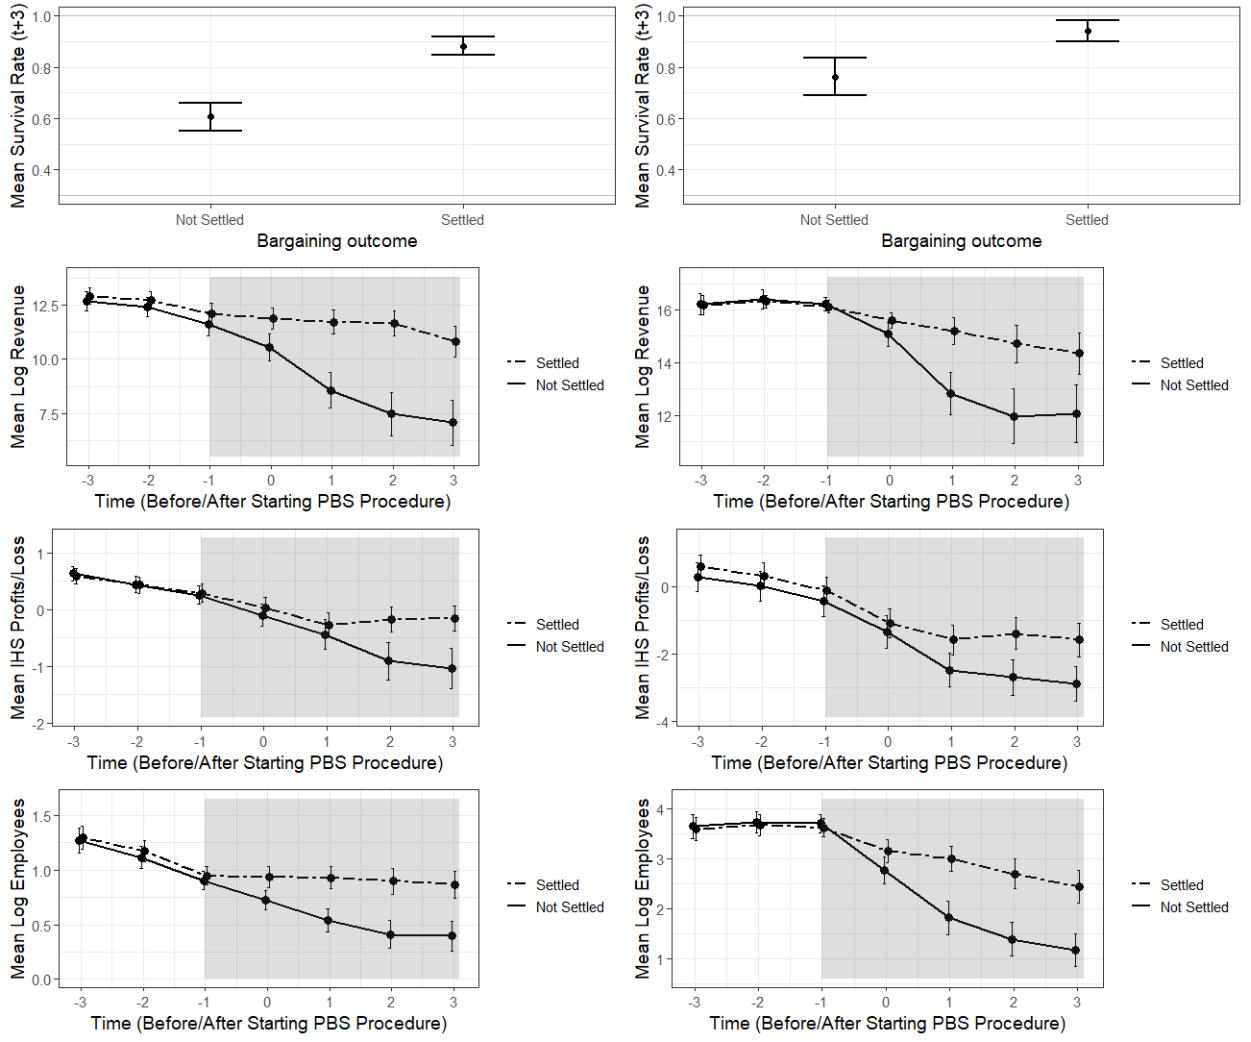 Mean Survival Rate (t+3)
1.0
0.8
0.6
0.4
Not Settled
Settled
Bargaining outcome
Mean Survival Rate (t+3)
1.0
0.8
0.6
0.4
Not Settled
Settled
Bargaining outcome
Mean Log Revenue
12.5
10.0
7.5
-3 -2 -1 0 1 2 3
Time (Before/After Starting PBS Procedure)
Settled
Not Settled
Mean Log Revenue
16
14
12
-3 -2 -1 0 1 2 3
Time (Before/After Starting PBS Procedure)
Settled
Not Settled
Mean IHS Profits/Loss
1
0
-1
-2
-3 -2 -1 0 1 2 3
Time (Before/After Starting PBS Procedure)
Settled
Not Settled
Mean IHS Profits/Loss
0
-2
-4
-3 -2 -1 0 1 2 3
Time (Before/After Starting PBS Procedure)
Settled
Not Settled
Mean Log Employees
1.5
1.0
0.5
0.0
-3 -2 -1 0 1 2 3
Time (Before/After Starting PBS Procedure)
Settled
Not Settled
Mean Log Employees
4
3
2
1
-3 -2 -1 0 1 2 3
Time (Before/After Starting PBS Procedure)
Settled
Not Settled